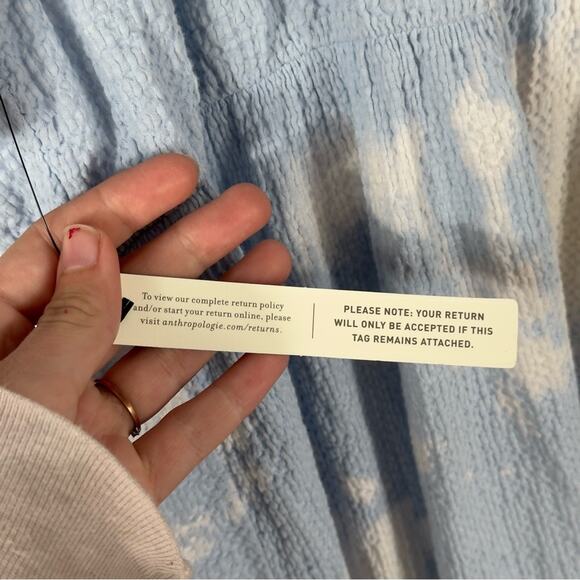 To view our complete return policy
and/or start your return online, please
visit anthropologie.com/returns.
PLEASE NOTE: YOUR RETURN
WILL ONLY BE ACCEPTED IF THIS
TAG REMAINS ATTACHED.